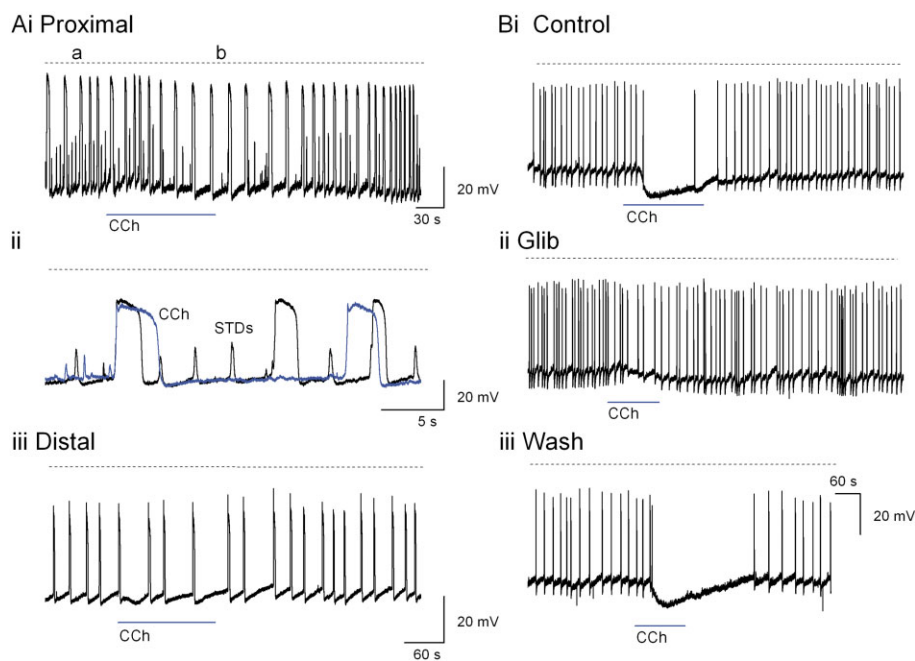 Ai Proximal
a
b
20 mV
30 s
CCh
ii
CCh
STDs
20 mV
5 s
iii Distal
20 mV
CCh
60 s
Bi Control
CCh
ii Glib
CCh
iii Wash
60 s
20 mV
CCh